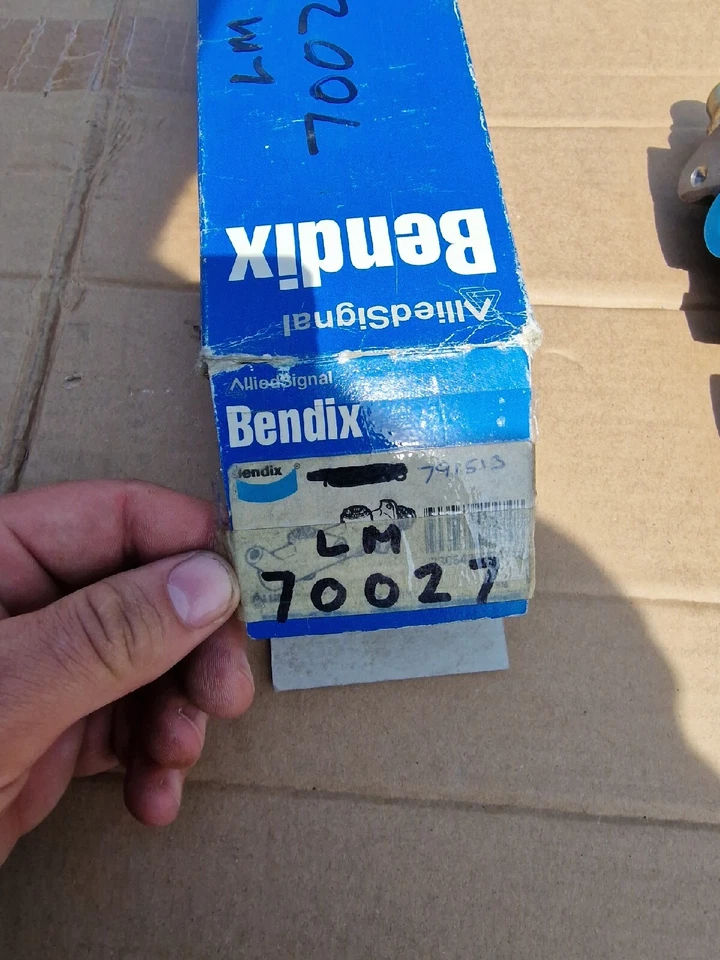 LM
7002
Bendix
AlliedSignal
AlliedSignal
Bendix
Bendix®
791513
LM
70027